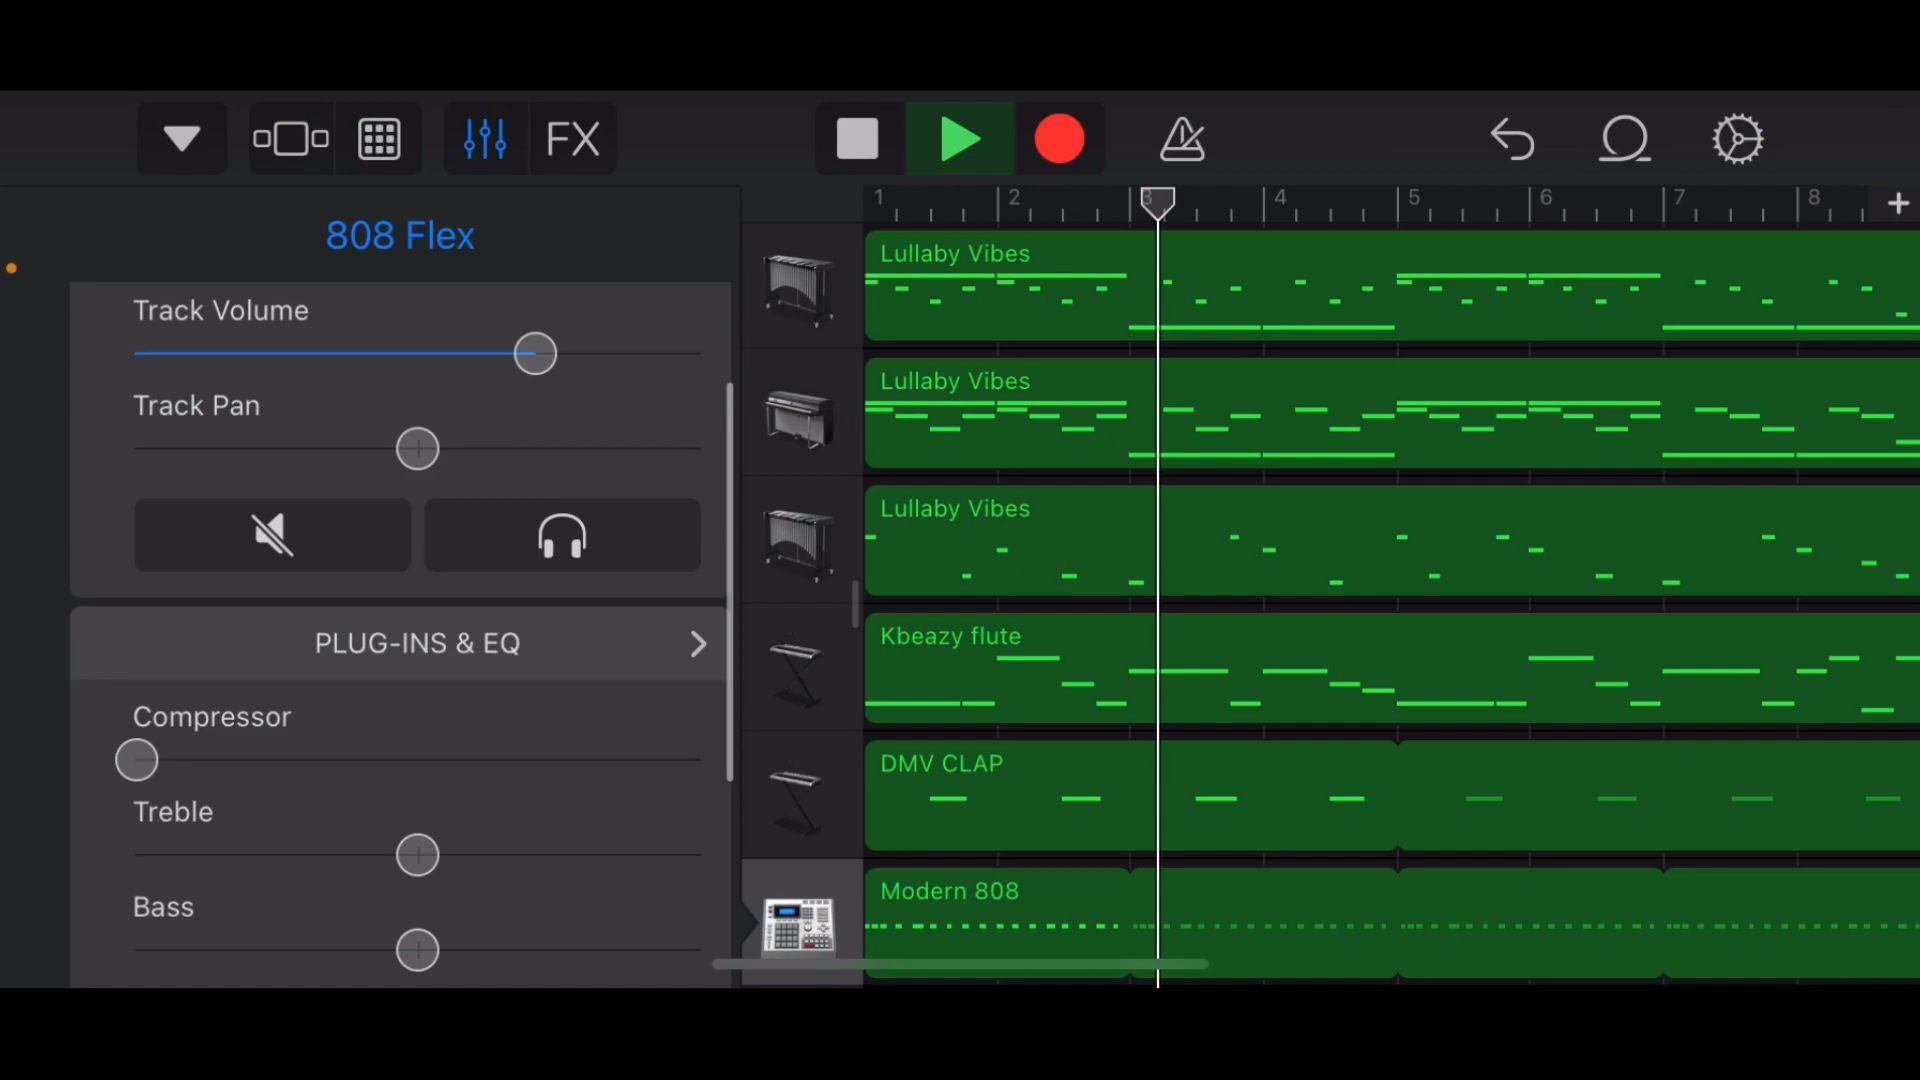 FX
1
2
3
4
5
6
7
8
+
808 Flex
Track Volume
Track Pan
PLUG-INS & EQ
Compressor
Treble
Bass
Lullaby Vibes
Lullaby Vibes
Lullaby Vibes
Kbeazy flute
DMV CLAP
Modern 808